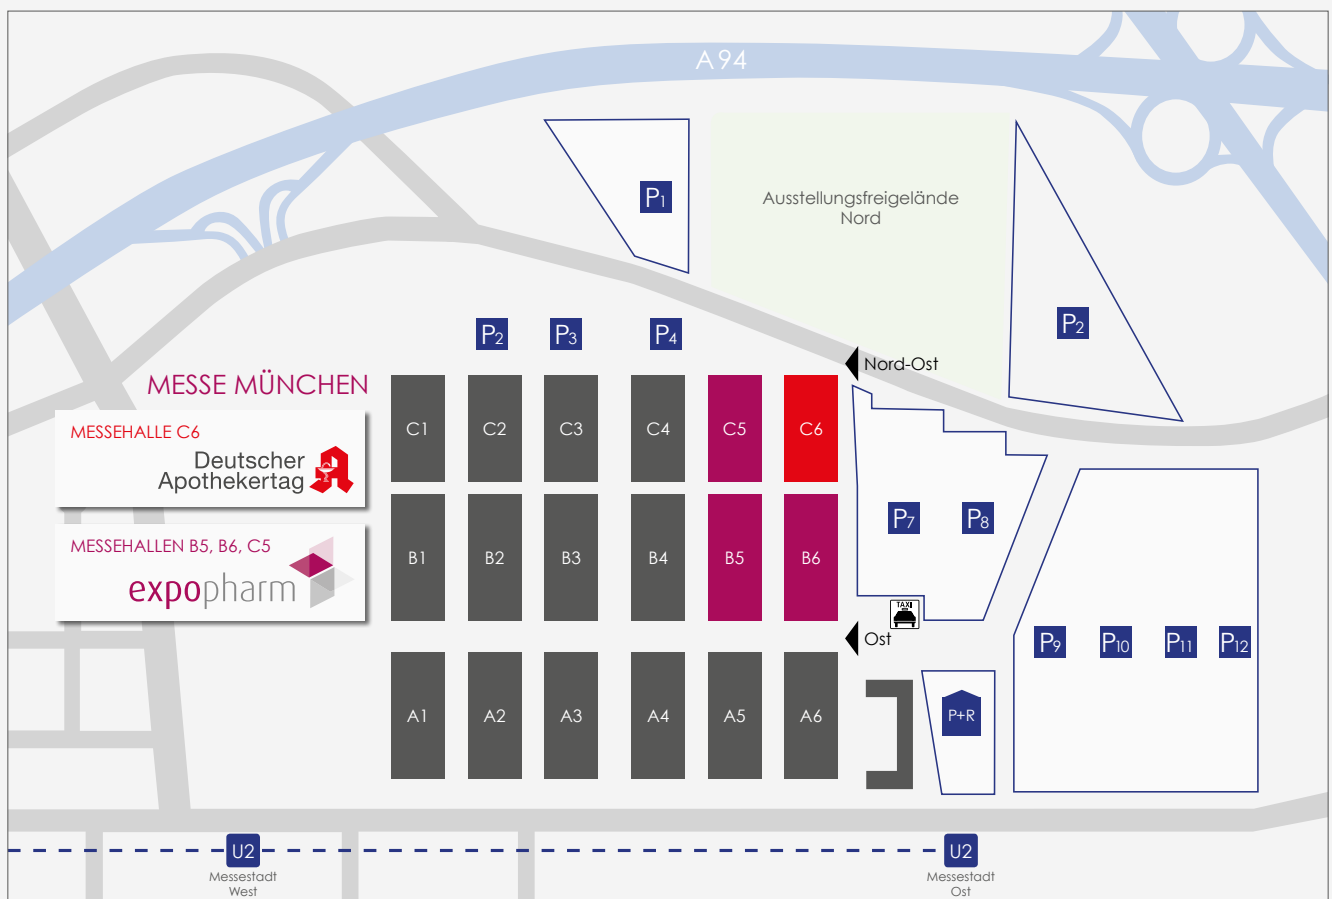 A94
P1
Ausstellungsfreigelände
Nord
P2
P2
P3
P4
Nord-Ost
MESSE MÜNCHEN
MESSEHALLE C6
Deutscher
Apothekertag
MESSEHALLEN B5, B6, C5
expopharm
C1
C2
C3
C4
C5
C6
P7
P8
B1
B2
B3
B4
B5
B6
TAXI
Ost
P9
P10
P11
P12
A1
A2
A3
A4
A5
A6
P+R
U2
Messestadt
West
U2
Messestadt
Ost